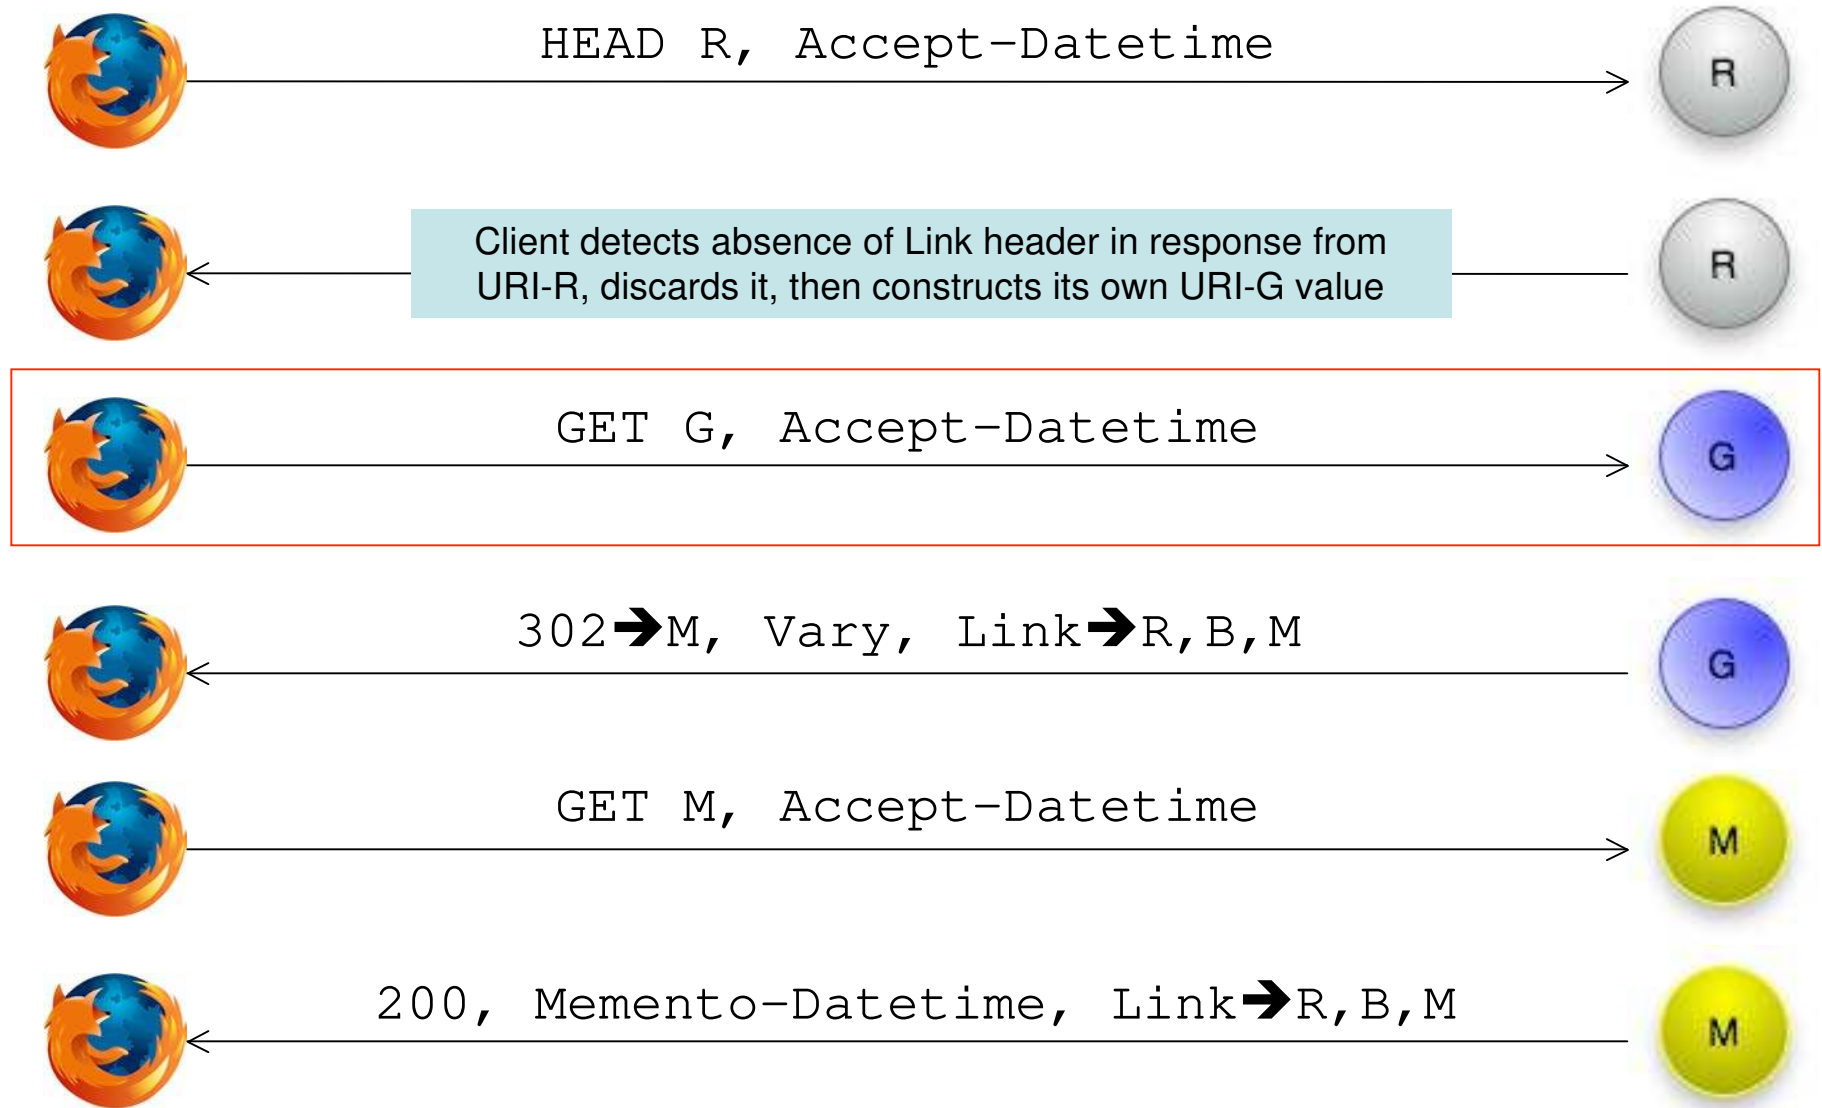 HEAD R, Accept-Datetime
R
Client detects absence of Link header in response from
URI-R, discards it, then constructs its own URI-G value
R
GET G, Accept-Datetime
G
302➔M, Vary, Link➔R,B,M
G
GET M, Accept-Datetime
M
200, Memento-Datetime, Link➔R,B,M
M